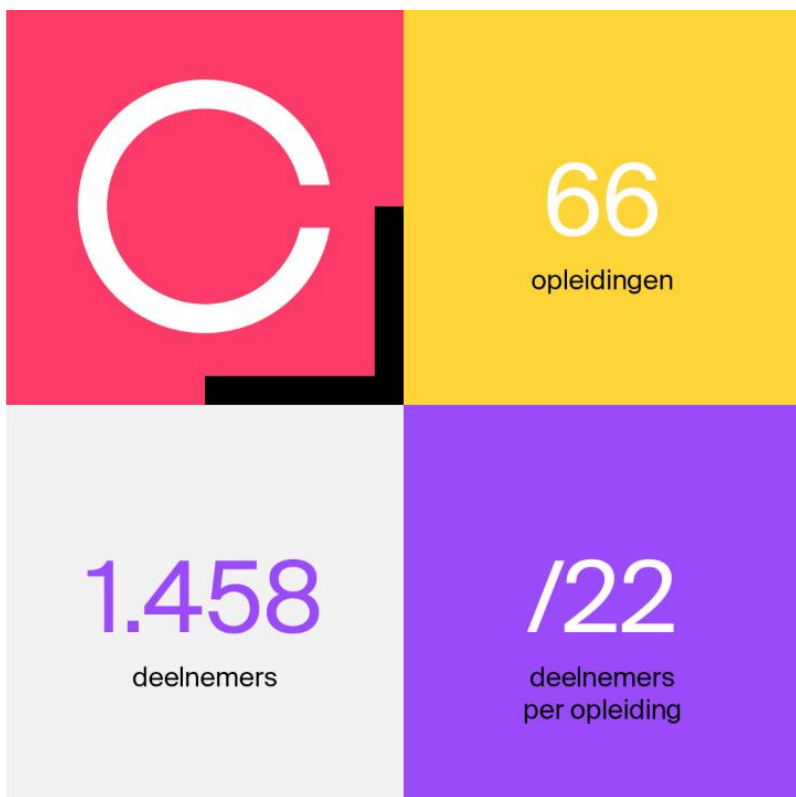 66
opleidingen
1.458
deelnemers
/22
deelnemers
per opleiding